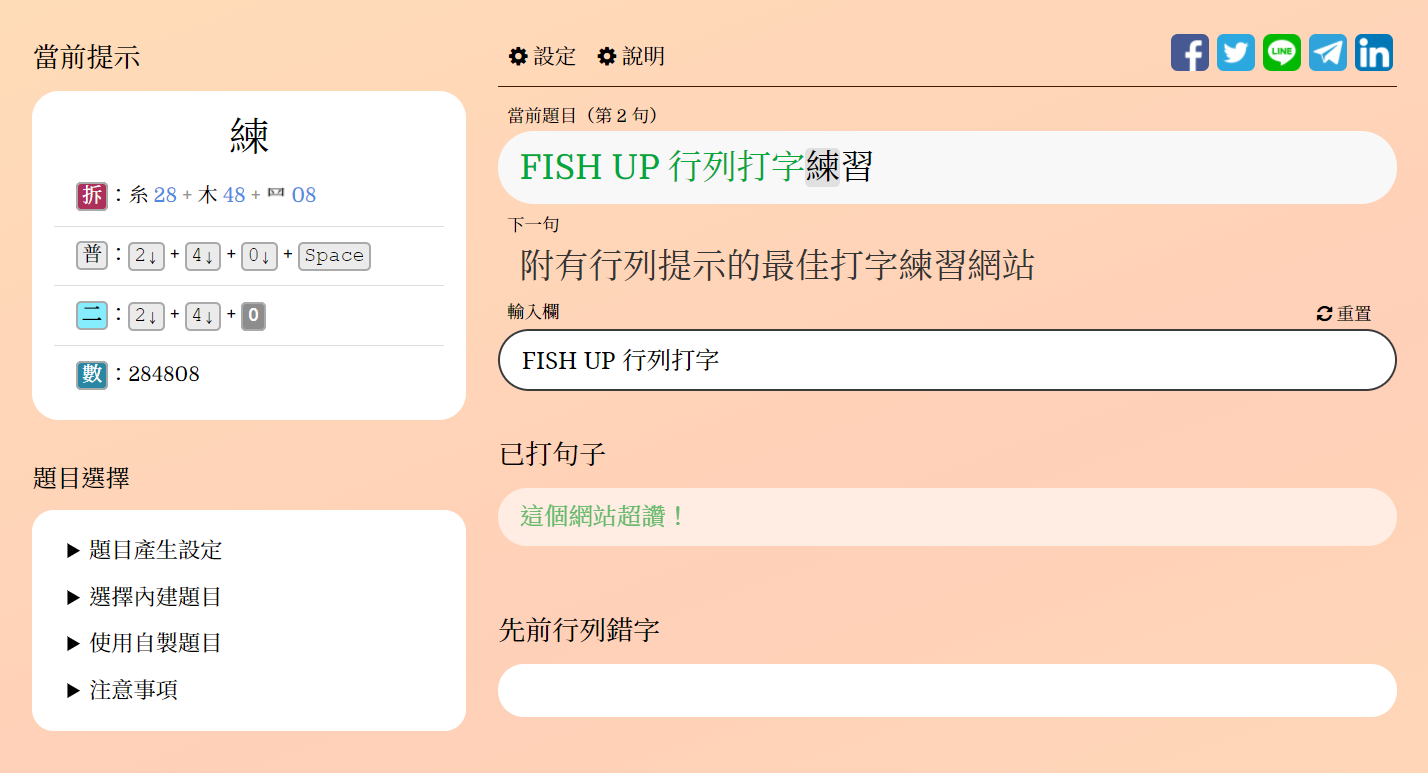 當前提示
練
拆：糸 28 + 木 48 + 08
普：2↓ + 4↓ + 0↓ + Space
二：2↓ + 4↓ + 0
數：284808
題目選擇
▶ 題目產生設定
▶ 選擇內建題目
▶ 使用自製題目
▶ 注意事項
設定 說明
LINE
當前題目（第 2 句）
FISH UP 行列打字練習
下一句
附有行列提示的最佳打字練習網站
輸入欄 重置
FISH UP 行列打字
已打句子
這個網站超讚！
先前行列錯字